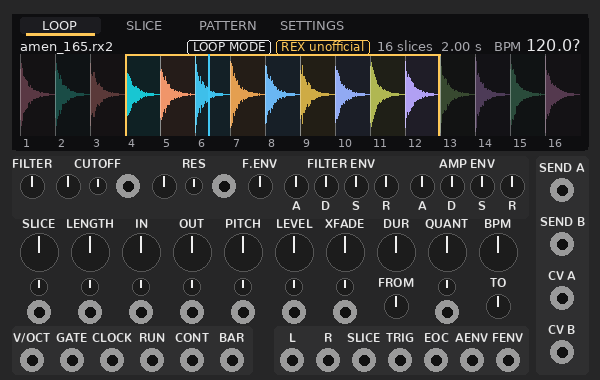 LOOP SLICE PATTERN SETTINGS
amen_165.rx2 LOOP MODE REX unofficial 16 slices 2.00 s BPM 120.0?
1 2 3 4 5 6 7 8 9 10 11 12 13 14 15 16
FILTER CUTOFF RES F.ENV FILTER ENV AMP ENV
A D S R A D S R
SEND A
SLICE LENGTH IN OUT PITCH LEVEL XFADE DUR QUANT BPM
SEND B
FROM TO
CV A
V/OCT GATE CLOCK RUN CONT BAR L R SLICE TRIG EOC AENV FENV
CV B